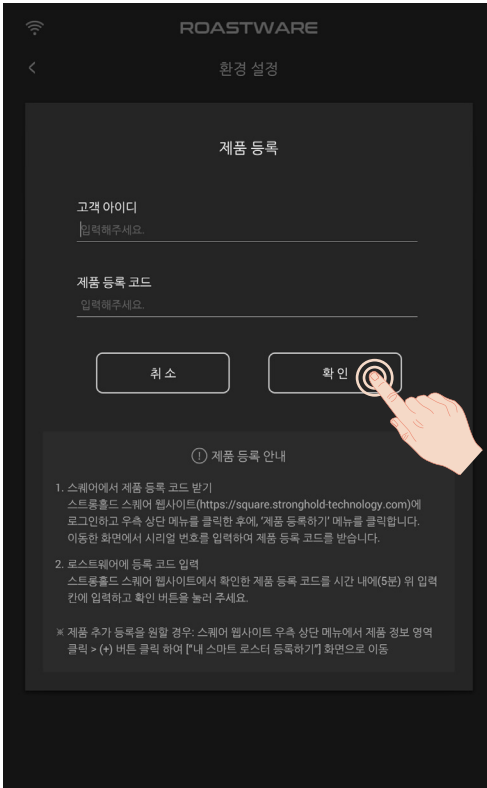 ROASTWARE
환경 설정
제품 등록
고객 아이디
입력해주세요.
제품 등록 코드
입력해주세요.
취소
확인
제품 등록 안내
1. 스퀘어에서 제품 등록 코드 받기
스트롱홀드 스퀘어 웹사이트(https://square.stronghold-technology.com)에
로그인하고 우측 상단 메뉴를 클릭한 후에, '제품 등록하기' 메뉴를 클릭합니다.
이동한 화면에서 시리얼 번호를 입력하여 제품 등록 코드를 받습니다.
2. 로스트웨어에 등록 코드 입력
스트롱홀드 스퀘어 웹사이트에서 확인한 제품 등록 코드를 시간 내에(5분) 위 입력
칸에 입력하고 확인 버튼을 눌러 주세요.
※ 제품 추가 등록을 원할 경우: 스퀘어 웹사이트 우측 상단 메뉴에서 제품 정보 영역
클릭 > (+) 버튼 클릭 하여 ["내 스마트 로스터 등록하기"] 화면으로 이동